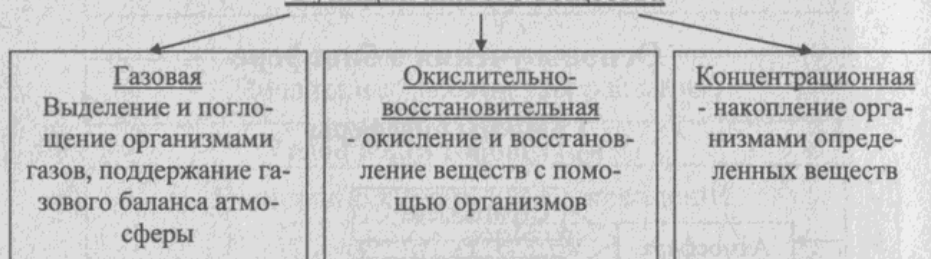 Газовая
Выделение и погло-
щение организмами
газов, поддержание га-
зового баланса атмо-
сферы
Окислительно-
восстановительная
- окисление и восстанов-
ление веществ с помо-
щью организмов
Концентрационная
- накопление орга-
низмами опреде-
ленных веществ